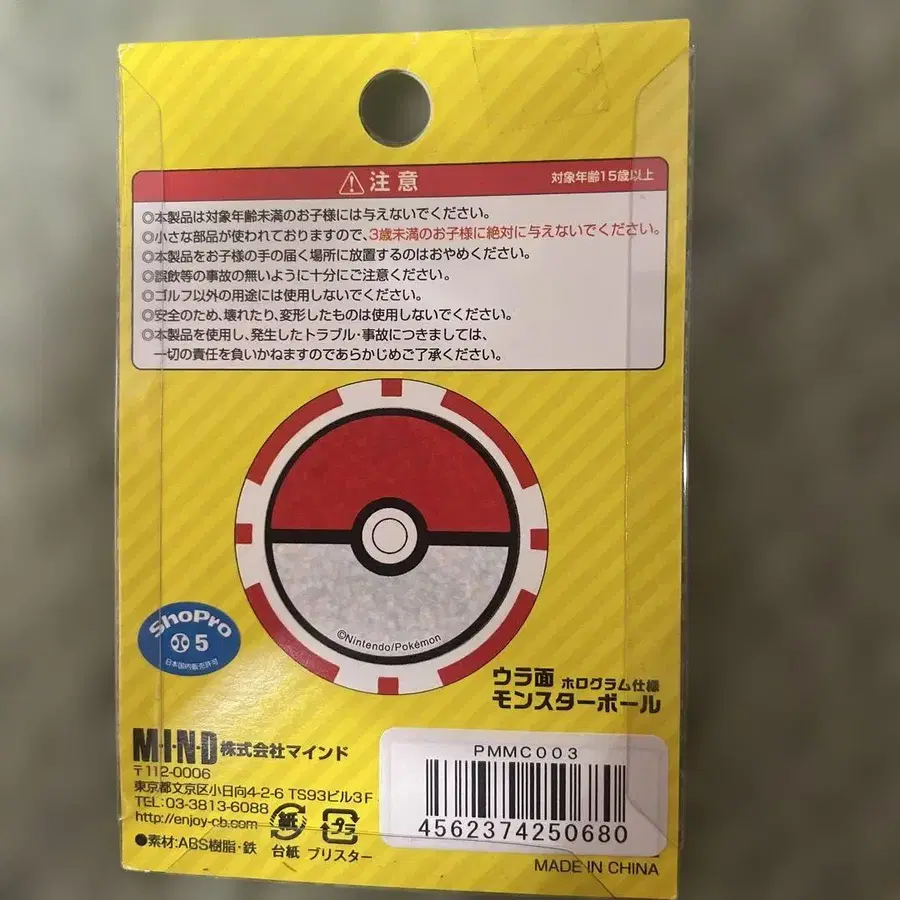 注意
対象年齢15歳以上
◎本製品は対象年齢未満のお子様には与えないでください。
◎小さな部品が使われておりますので、3歳未満のお子様に絶対に与えないでください。
◎本製品をお子様の手の届く場所に放置するのはおやめください。
◎誤飲等の事故の無いように十分にご注意ください。
◎ゴルフ以外の用途には使用しないでください。
◎安全のため、壊れたり、変形したものは使用しないでください。
◎本製品を使用し、発生したトラブル・事故につきましては、
一切の責任を負いかねますのであらかじめご了承ください。
©Nintendo/Pokémon
ShoPro
5
日本国内販売許可
ウラ面 ホログラム仕様
モンスターボール
M・I・N・D 株式会社マインド
〒112-0006
東京都文京区小日向4-2-6 TS93ビル3F
TEL:03-3813-6088
http://enjoy-cb.com
紙 プラ
●素材:ABS樹脂・鉄 台紙 ブリスター
PMMC003
4562374250680
MADE IN CHINA